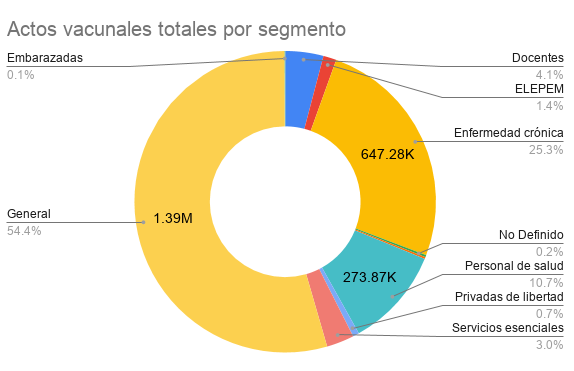 Actos vacunales totales por segmento
Embarazadas
0.1%
Docentes
4.1%
ELEPEM
1.4%
Enfermedad crónica
25.3%
647.28K
General
54.4%
1.39M
No Definido
0.2%
Personal de salud
10.7%
273.87K
Privadas de libertad
0.7%
Servicios esenciales
3.0%